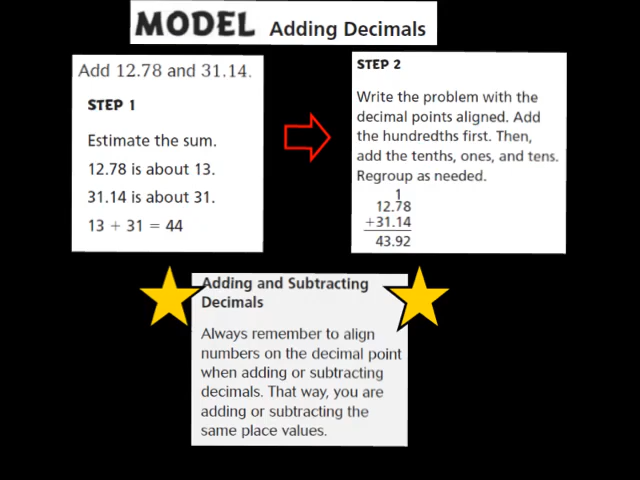 MODEL Adding Decimals
Add 12.78 and 31.14.
STEP 1
Estimate the sum.
12.78 is about 13.
31.14 is about 31.
13 + 31 = 44
STEP 2
Write the problem with the
decimal points aligned. Add
the hundredths first. Then,
add the tenths, ones, and tens.
Regroup as needed.
1
12.78
+31.14
43.92
Adding and Subtracting
Decimals
Always remember to align
numbers on the decimal point
when adding or subtracting
decimals. That way, you are
adding or subtracting the
same place values.